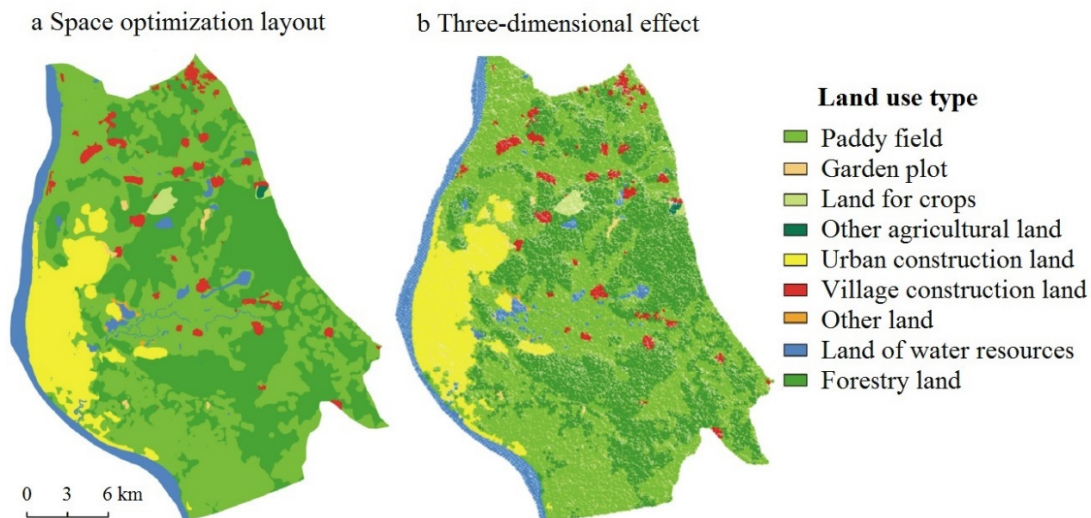 a Space optimization layout
b Three-dimensional effect
Land use type
Paddy field
Garden plot
Land for crops
Other agricultural land
Urban construction land
Village construction land
Other land
Land of water resources
Forestry land
0 3 6 km